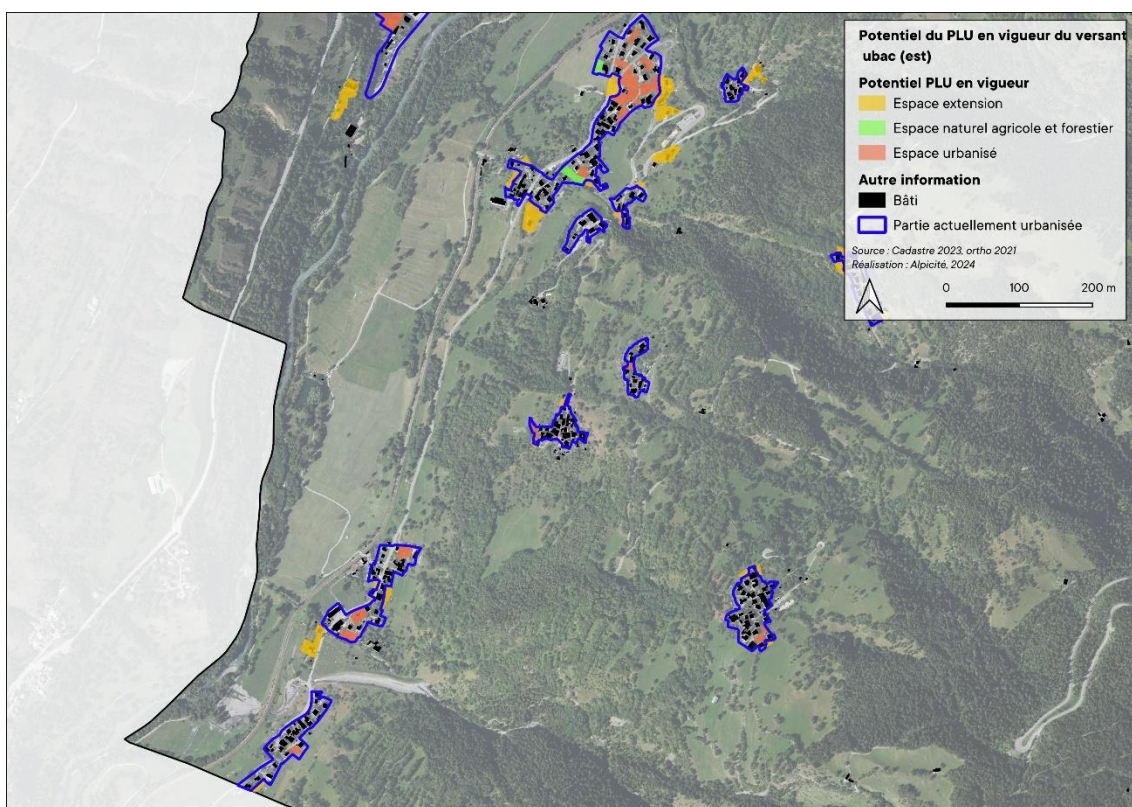 Potentiel du PLU en vigueur du versant
ubac (est)
Potentiel PLU en vigueur
Espace extension
Espace naturel agricole et forestier
Espace urbanisé
Autre information
Bâti
Partie actuellement urbanisée
Source : Cadastre 2023, ortho 2021
Réalisation : Alpicité, 2024
0 100 200 m